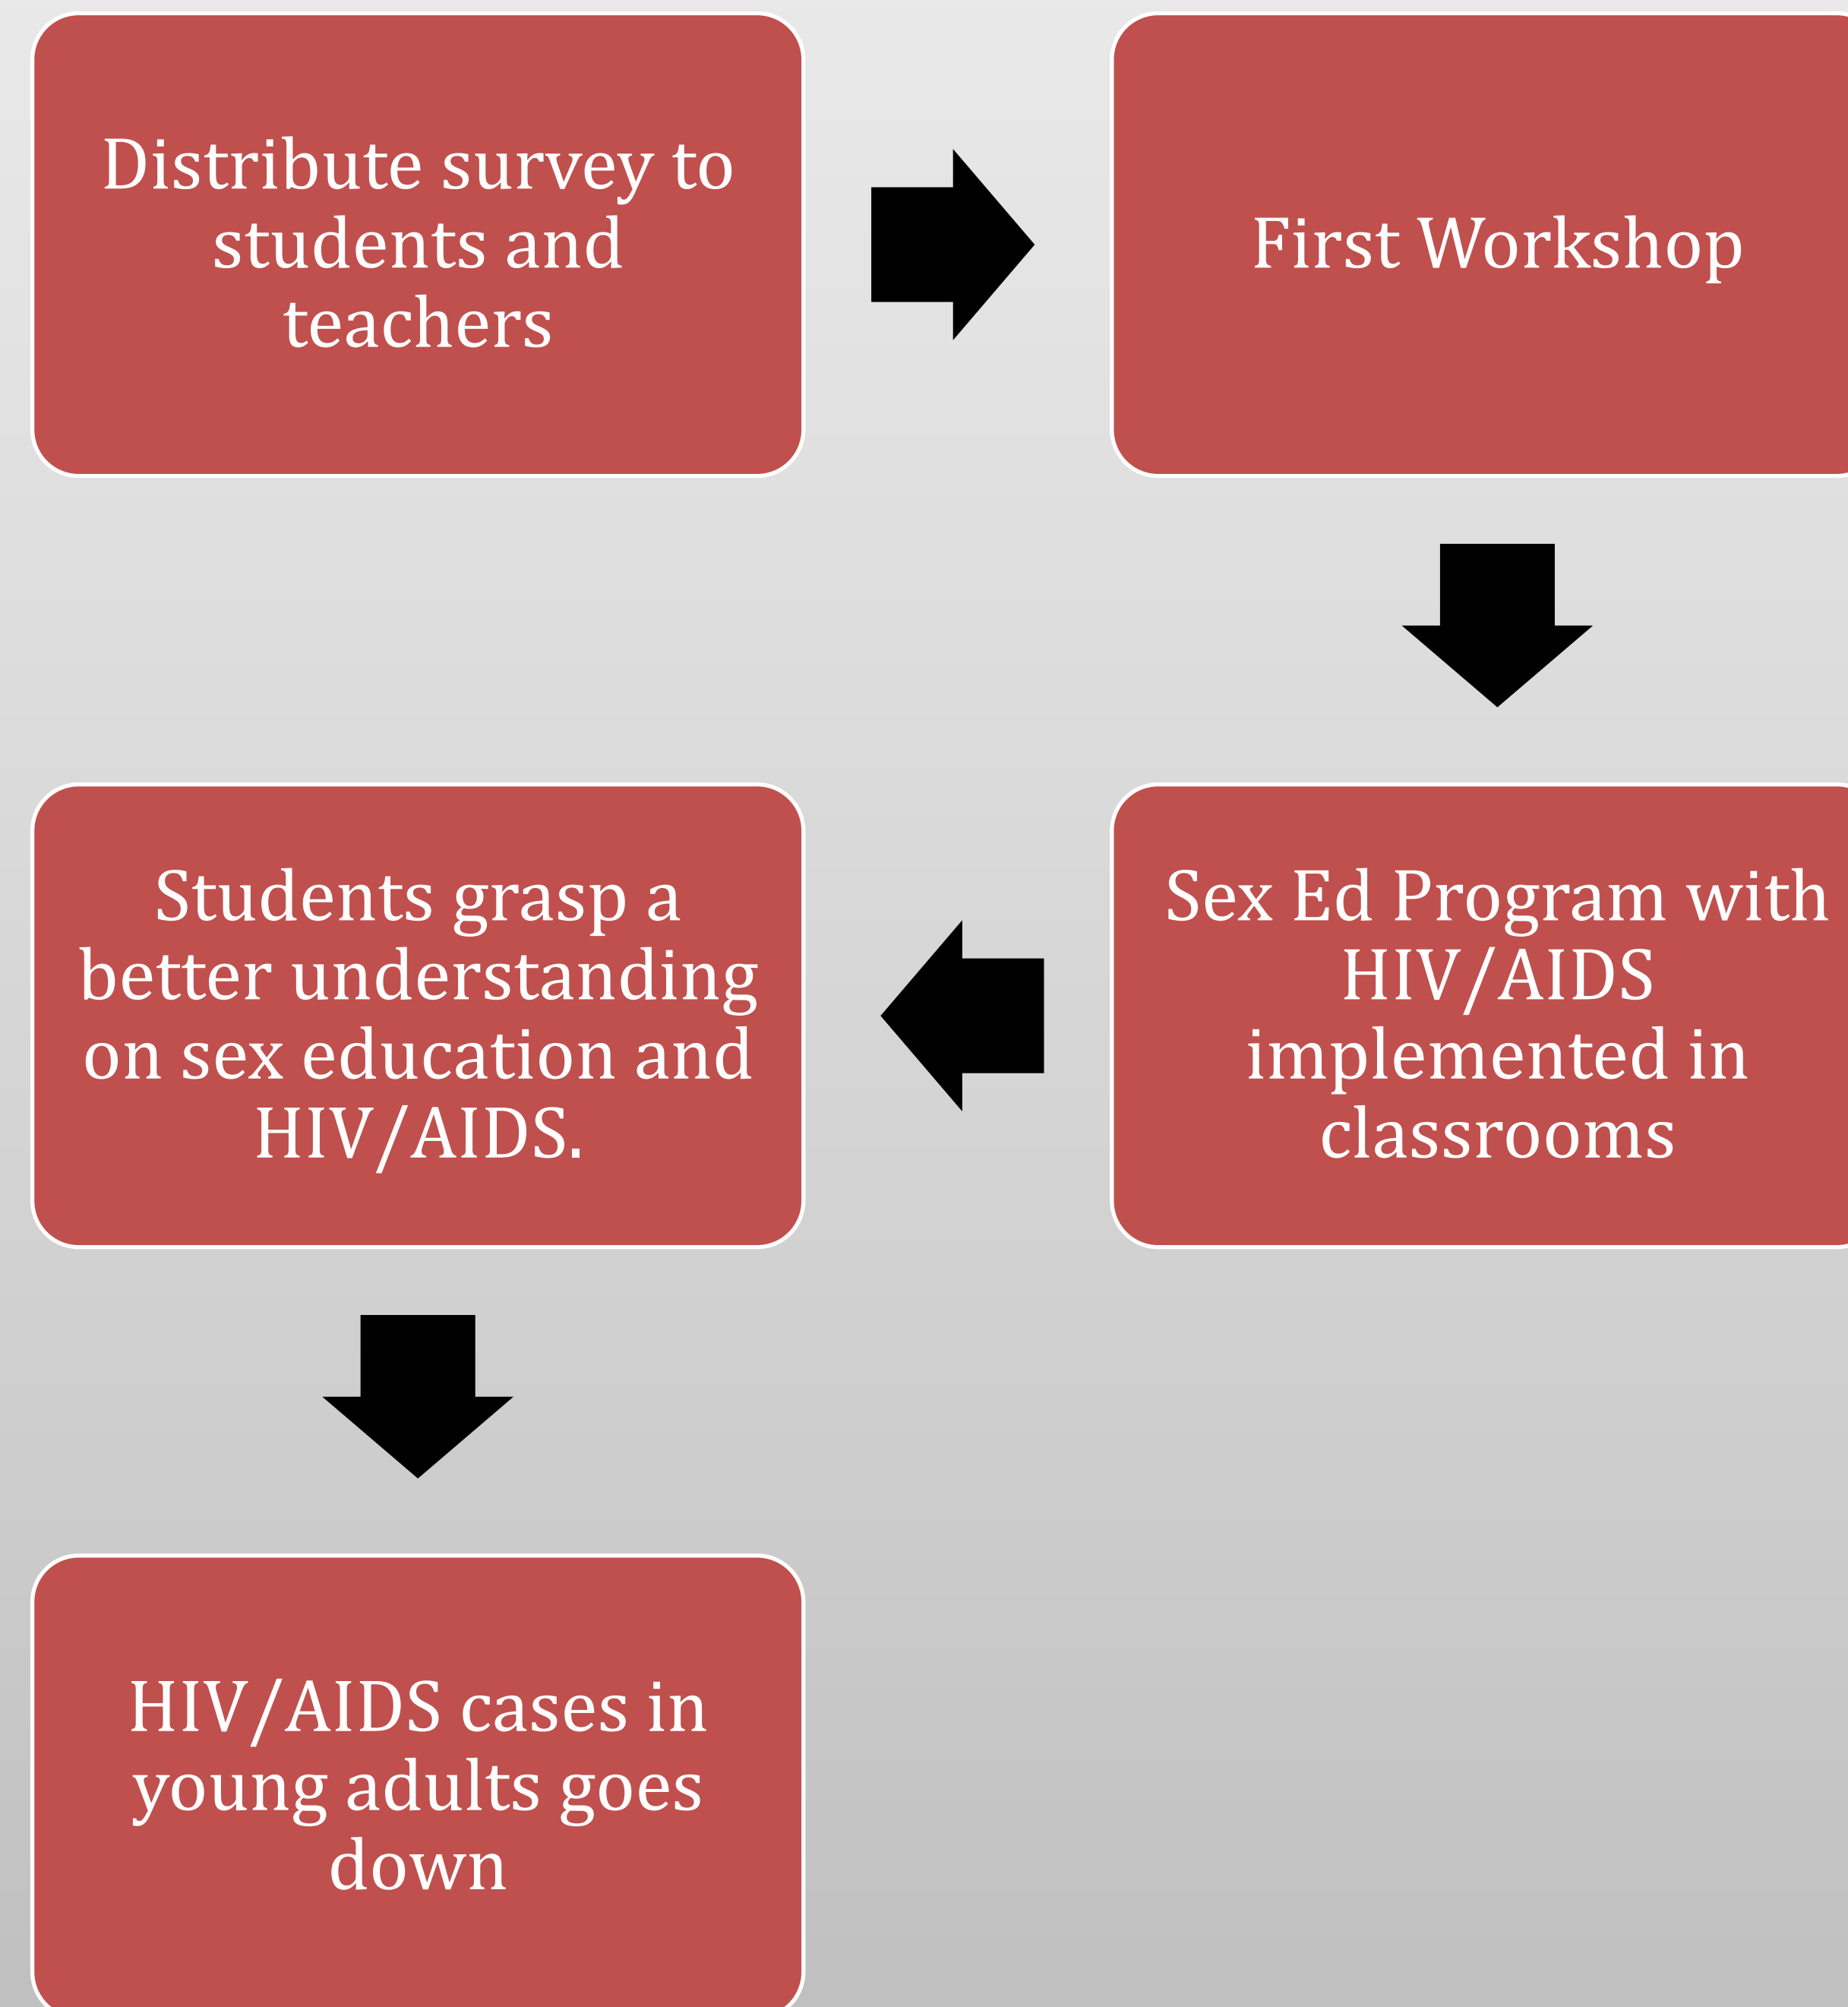 Distribute survey to
students and
teachers
First Workshop
Sex Ed Program with
HIV/AIDS
implemented in
classrooms
Students grasp a
better understanding
on sex education and
HIV/AIDS.
HIV/AIDS cases in
young adults goes
down